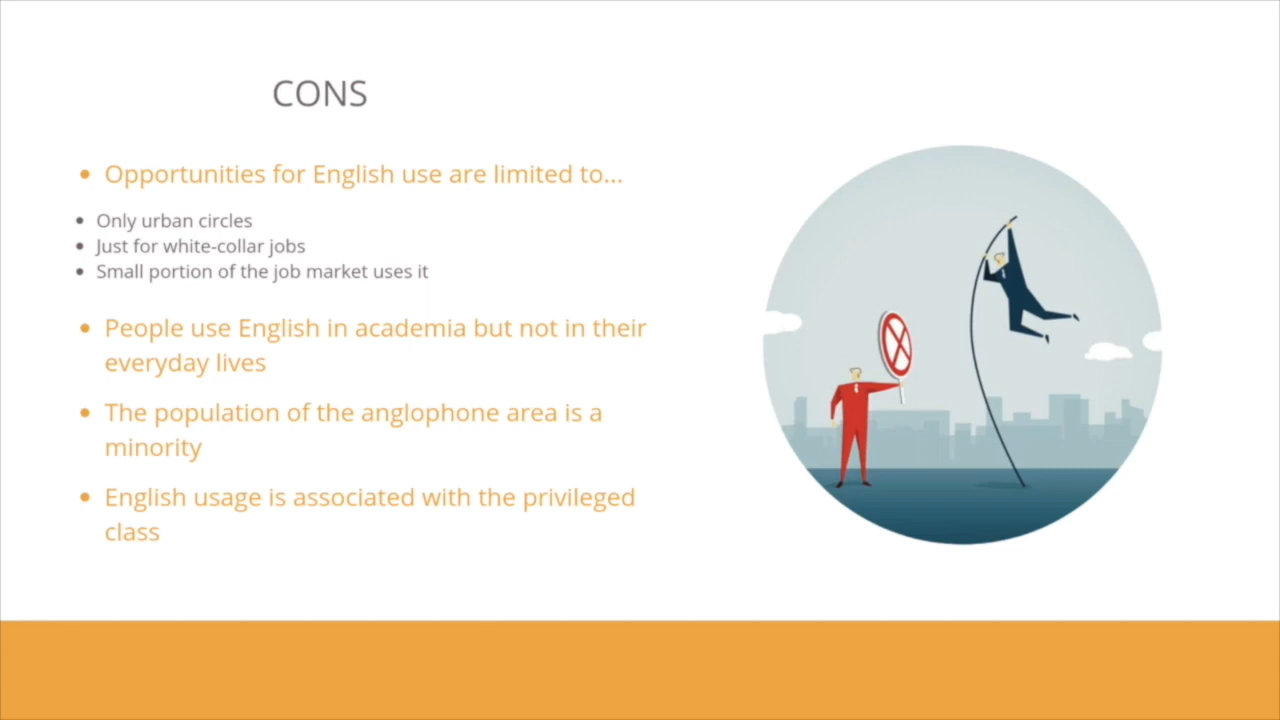 CONS
Opportunities for English use are limited to...
Only urban circles
Just for white-collar jobs
Small portion of the job market uses it
People use English in academia but not in their
everyday lives
The population of the anglophone area is a
minority
English usage is associated with the privileged
class